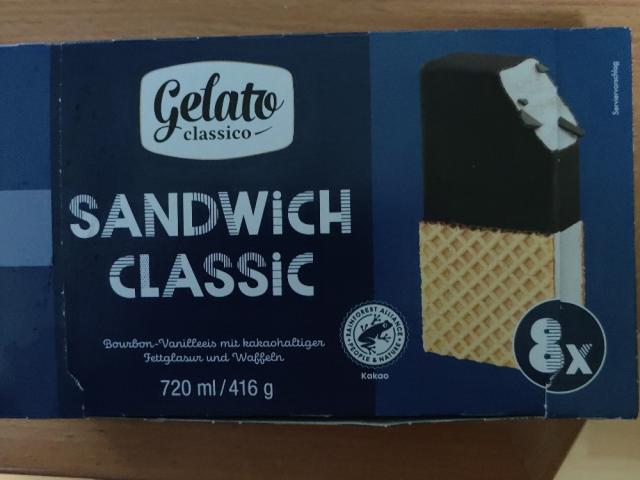 Gelato
classico
SANDWiCH
CLASSiC
Bourbon-Vanilleeis mit kakaohaltiger
Fettglasur und Waffeln
720 ml/416 g
RAINFOREST ALLIANCE
PEOPLE & NATURE
Kakao
8x
Serviervorschlag